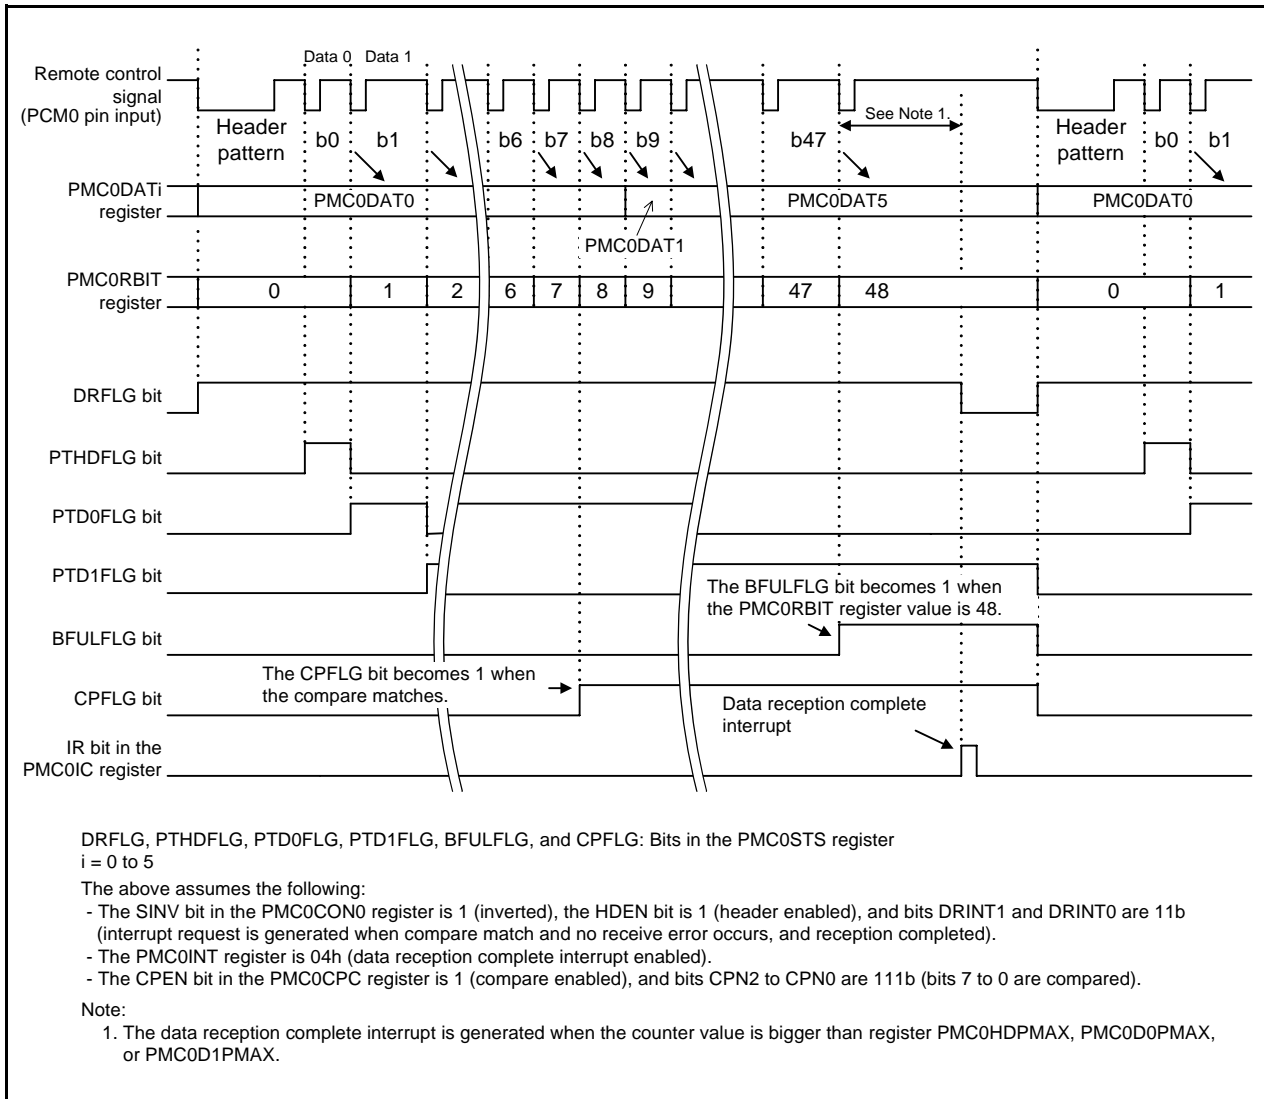 Data 0 Data 1
Remote control
signal
(PCM0 pin input)
Header
pattern
b0
b1
b6
b7
b8
b9
b47
See Note 1.
Header
pattern
b0
b1
PMC0DATi
register
PMC0DAT0
PMC0DAT1
PMC0DAT5
PMC0DAT0
PMC0RBIT
register
0
1
2
6
7
8
9
47
48
0
1
DRFLG bit
PTHDFLG bit
PTD0FLG bit
PTD1FLG bit
The BFULFLG bit becomes 1 when
the PMC0RBIT register value is 48.
BFULFLG bit
The CPFLG bit becomes 1 when
the compare matches.
CPFLG bit
Data reception complete
interrupt
IR bit in the
PMC0IC register
DRFLG, PTHDFLG, PTD0FLG, PTD1FLG, BFULFLG, and CPFLG: Bits in the PMC0STS register
i = 0 to 5
The above assumes the following:
- The SINV bit in the PMC0CON0 register is 1 (inverted), the HDEN bit is 1 (header enabled), and bits DRINT1 and DRINT0 are 11b
(interrupt request is generated when compare match and no receive error occurs, and reception completed).
- The PMC0INT register is 04h (data reception complete interrupt enabled).
- The CPEN bit in the PMC0CPC register is 1 (compare enabled), and bits CPN2 to CPN0 are 111b (bits 7 to 0 are compared).
Note:
1. The data reception complete interrupt is generated when the counter value is bigger than register PMC0HDPMAX, PMC0D0PMAX,
or PMC0D1PMAX.